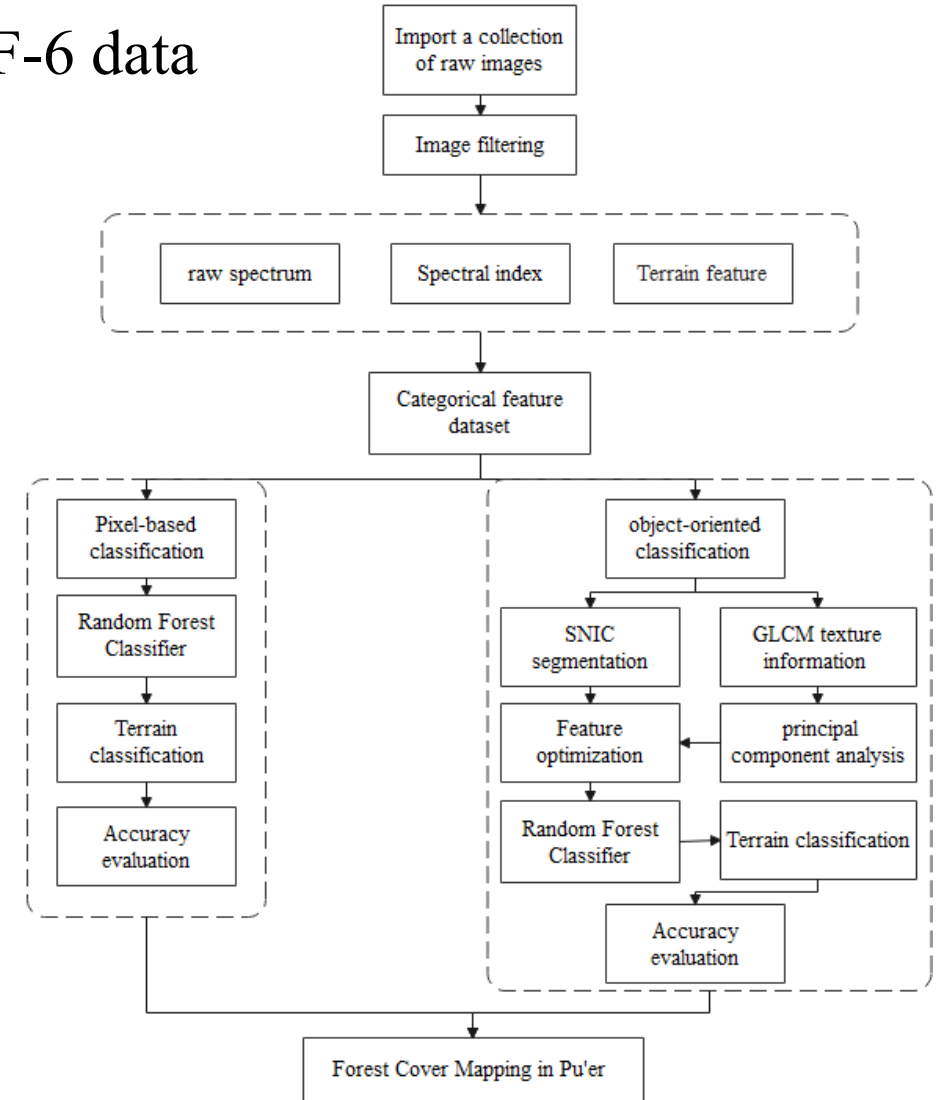 F-6 data
Import a collection
of raw images
Image filtering
raw spectrum
Spectral index
Terrain feature
Categorical feature
dataset
Pixel-based
classification
Random Forest
Classifier
Terrain
classification
Accuracy
evaluation
object-oriented
classification
SNIC
segmentation
GLCM texture
information
Feature
optimization
principal
component analysis
Random Forest
Classifier
Terrain classification
Accuracy
evaluation
Forest Cover Mapping in Pu'er